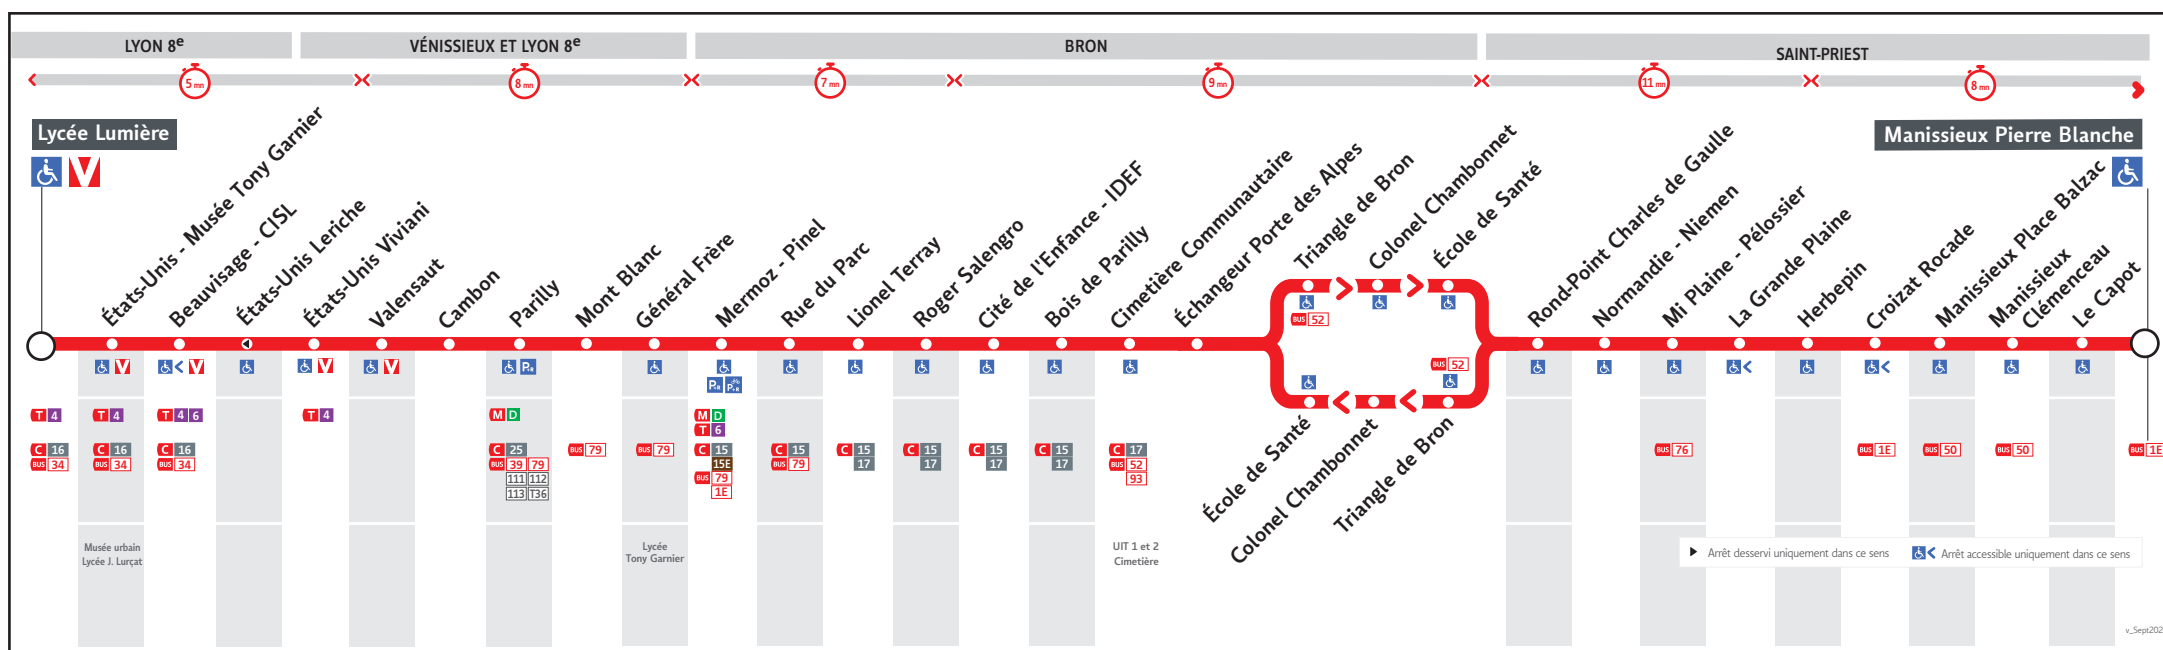 LYON 8e
VÉNISSIEUX ET LYON 8e
BRON
SAINT-PRIEST
5 mn
8 mn
7 mn
9 mn
11 mn
8 mn
Lycée Lumière
Manissieux Pierre Blanche
États-Unis - Musée Tony Garnier
Beauvisage - CISL
États-Unis Leriche
États-Unis Viviani
Valensaut
Cambon
Parilly
Mont Blanc
Général Frère
Mermoz - Pinel
Rue du Parc
Lionel Terray
Roger Salengro
Cité de l'Enfance - IDEF
Bois de Parilly
Cimetière Communautaire
Échangeur Porte des Alpes
Triangle de Bron
Colonel Chambonnet
École de Santé
BUS 52
BUS 52
École de Santé
Colonel Chambonnet
Triangle de Bron
Rond-Point Charles de Gaulle
Normandie - Niemen
Mi Plaine - Pélossier
La Grande Plaine
Herbepin
Croizat Rocade
Manissieux Place Balzac
Manissieux
Clémenceau
Le Capot
V
V
V
V
V
P+R
P+R
P+R
T 4
C 16
BUS 34
T 4
C 16
BUS 34
T 4 6
C 16
BUS 34
T 4
M D
C 25
BUS 39 79
111 112
113 T36
BUS 79
BUS 79
M D
T 6
C 15
15E
BUS 79
1E
C 15
BUS 79
C 15
17
C 15
17
C 15
17
C 15
17
C 17
BUS 52
93
BUS 76
BUS 1E
BUS 50
BUS 50
BUS 1E
Musée urbain
Lycée J. Lurçat
Lycée
Tony Garnier
UIT 1 et 2
Cimetière
Arrêt desservi uniquement dans ce sens
Arrêt accessible uniquement dans ce sens
v_Sept202